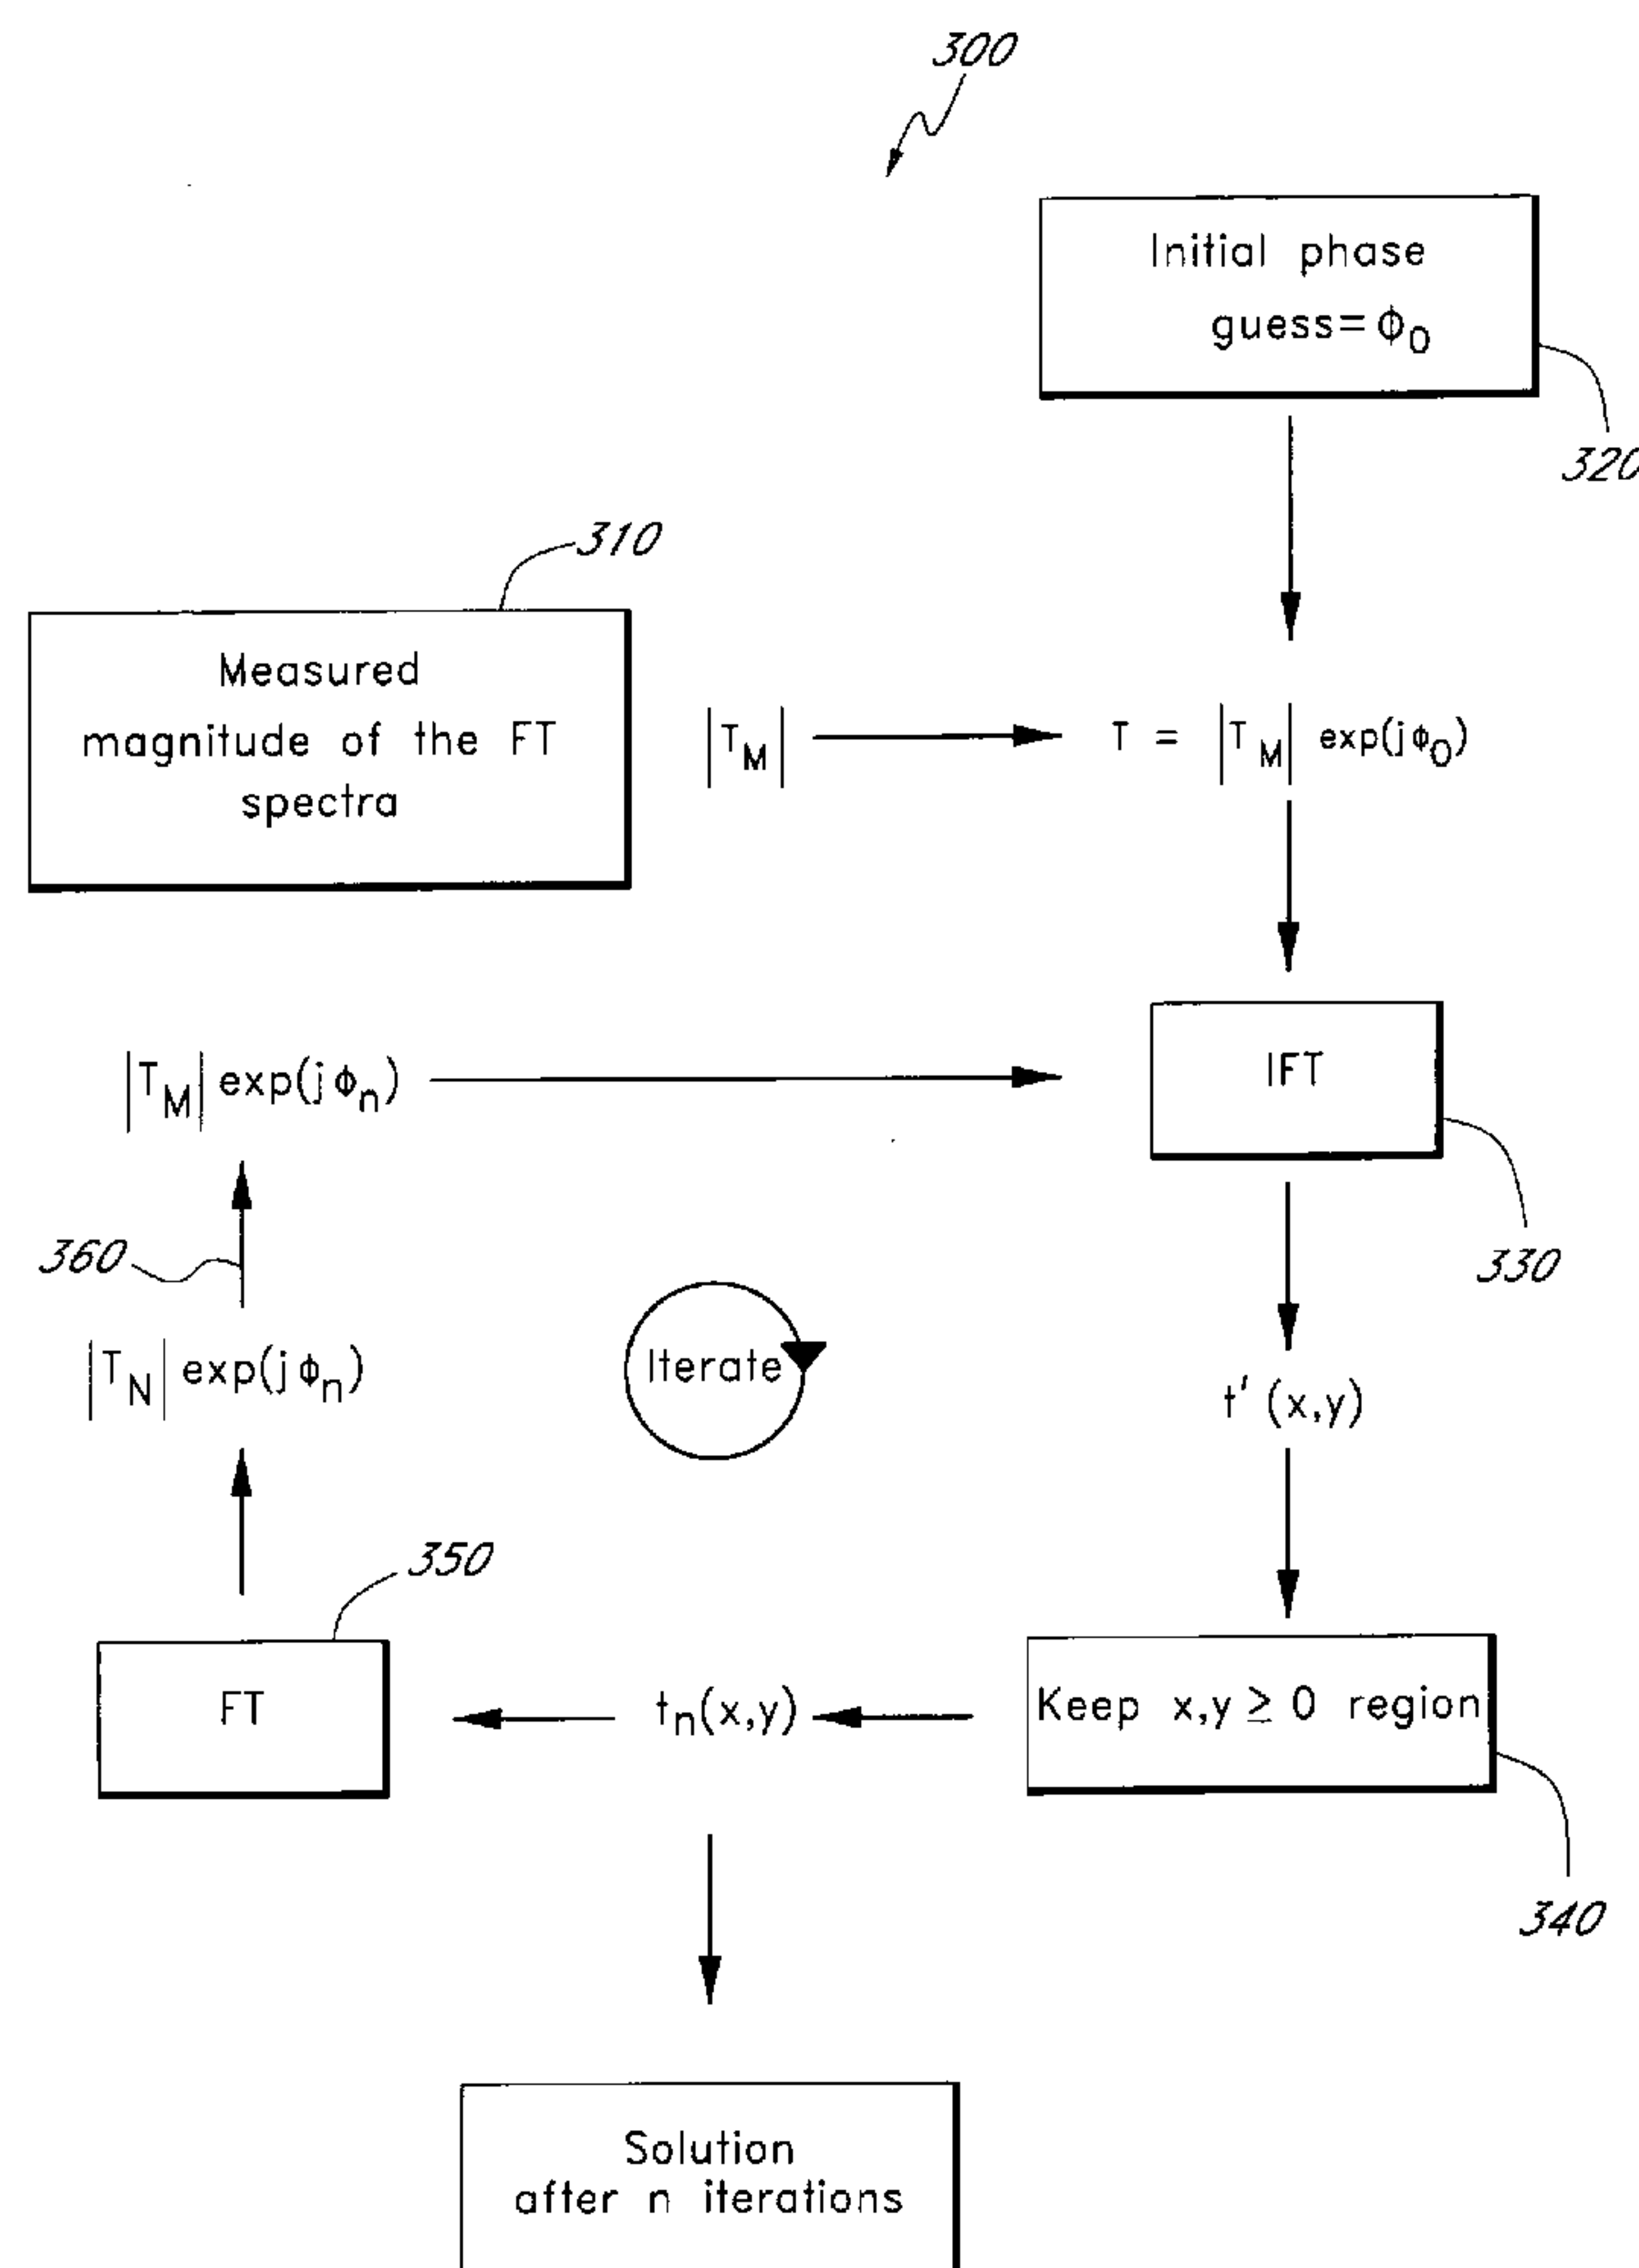 300
Initial phase
guess=ϕ0
320
310
Measured
magnitude of the FT
spectra
|TM|
T = |TM| exp(jϕ0)
|TM| exp(jϕn)
IFT
330
360
|TN| exp(jϕn)
Iterate
t'(x,y)
350
FT
tn(x,y)
Keep x,y ≥ 0 region
340
Solution
after n iterations